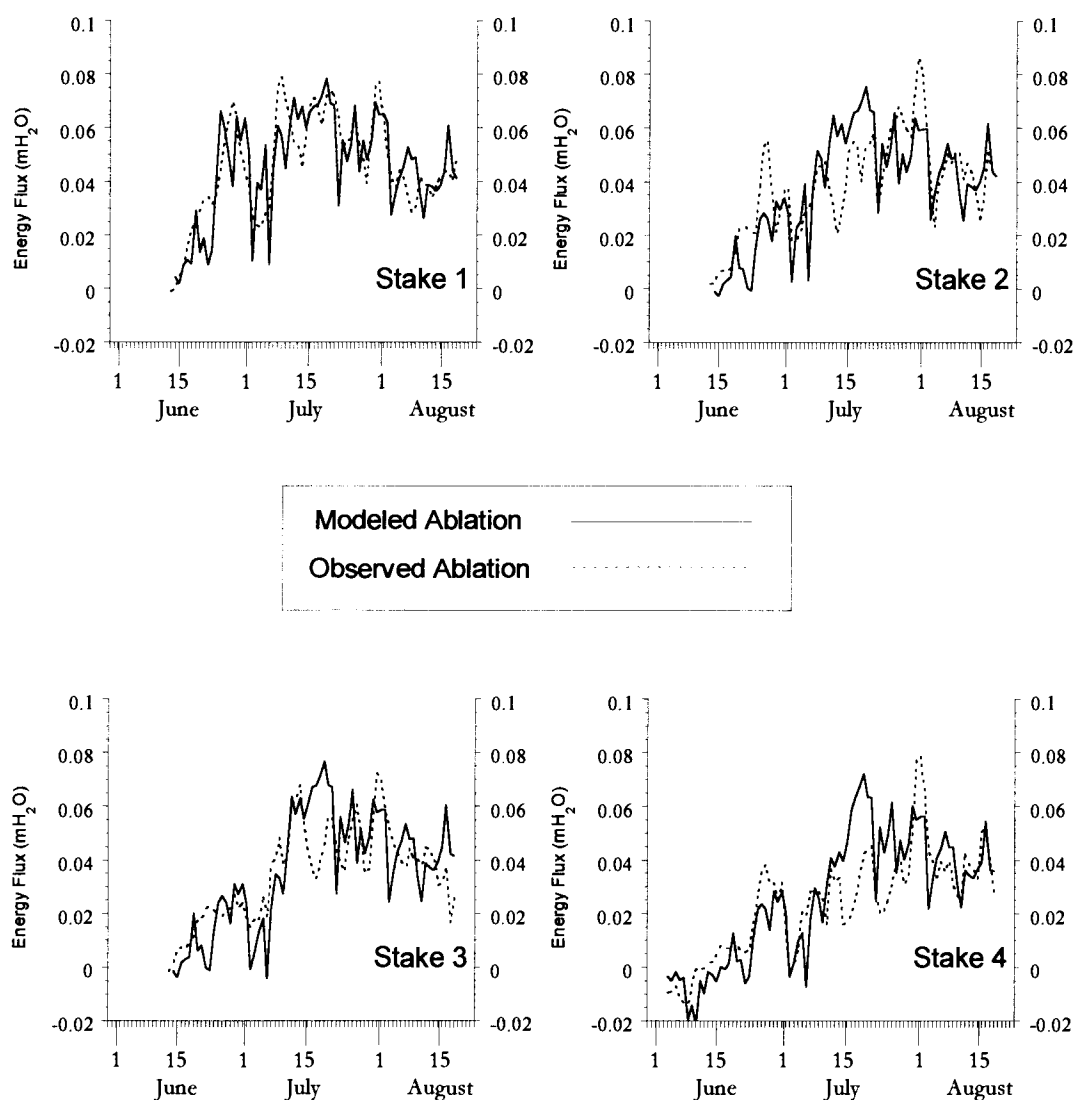 0.1 0.1 0.1 0.1
0.08 0.08 0.08 0.08
0.06 0.06 0.06 0.06
0.04 0.04 0.04 0.04
0.02 0.02 0.02 0.02
0 0 0 0
-0.02 -0.02 -0.02 -0.02
Energy Flux (mH₂O)
Energy Flux (mH₂O)
Stake 1
Stake 2
1 15 1 15 1 15 1 15 1 15 1 15
June July August June July August
Modeled Ablation
Observed Ablation
0.1 0.1 0.1 0.1
0.08 0.08 0.08 0.08
0.06 0.06 0.06 0.06
0.04 0.04 0.04 0.04
0.02 0.02 0.02 0.02
0 0 0 0
-0.02 -0.02 -0.02 -0.02
Energy Flux (mH₂O)
Energy Flux (mH₂O)
Stake 3
Stake 4
1 15 1 15 1 15 1 15 1 15 1 15
June July August June July August